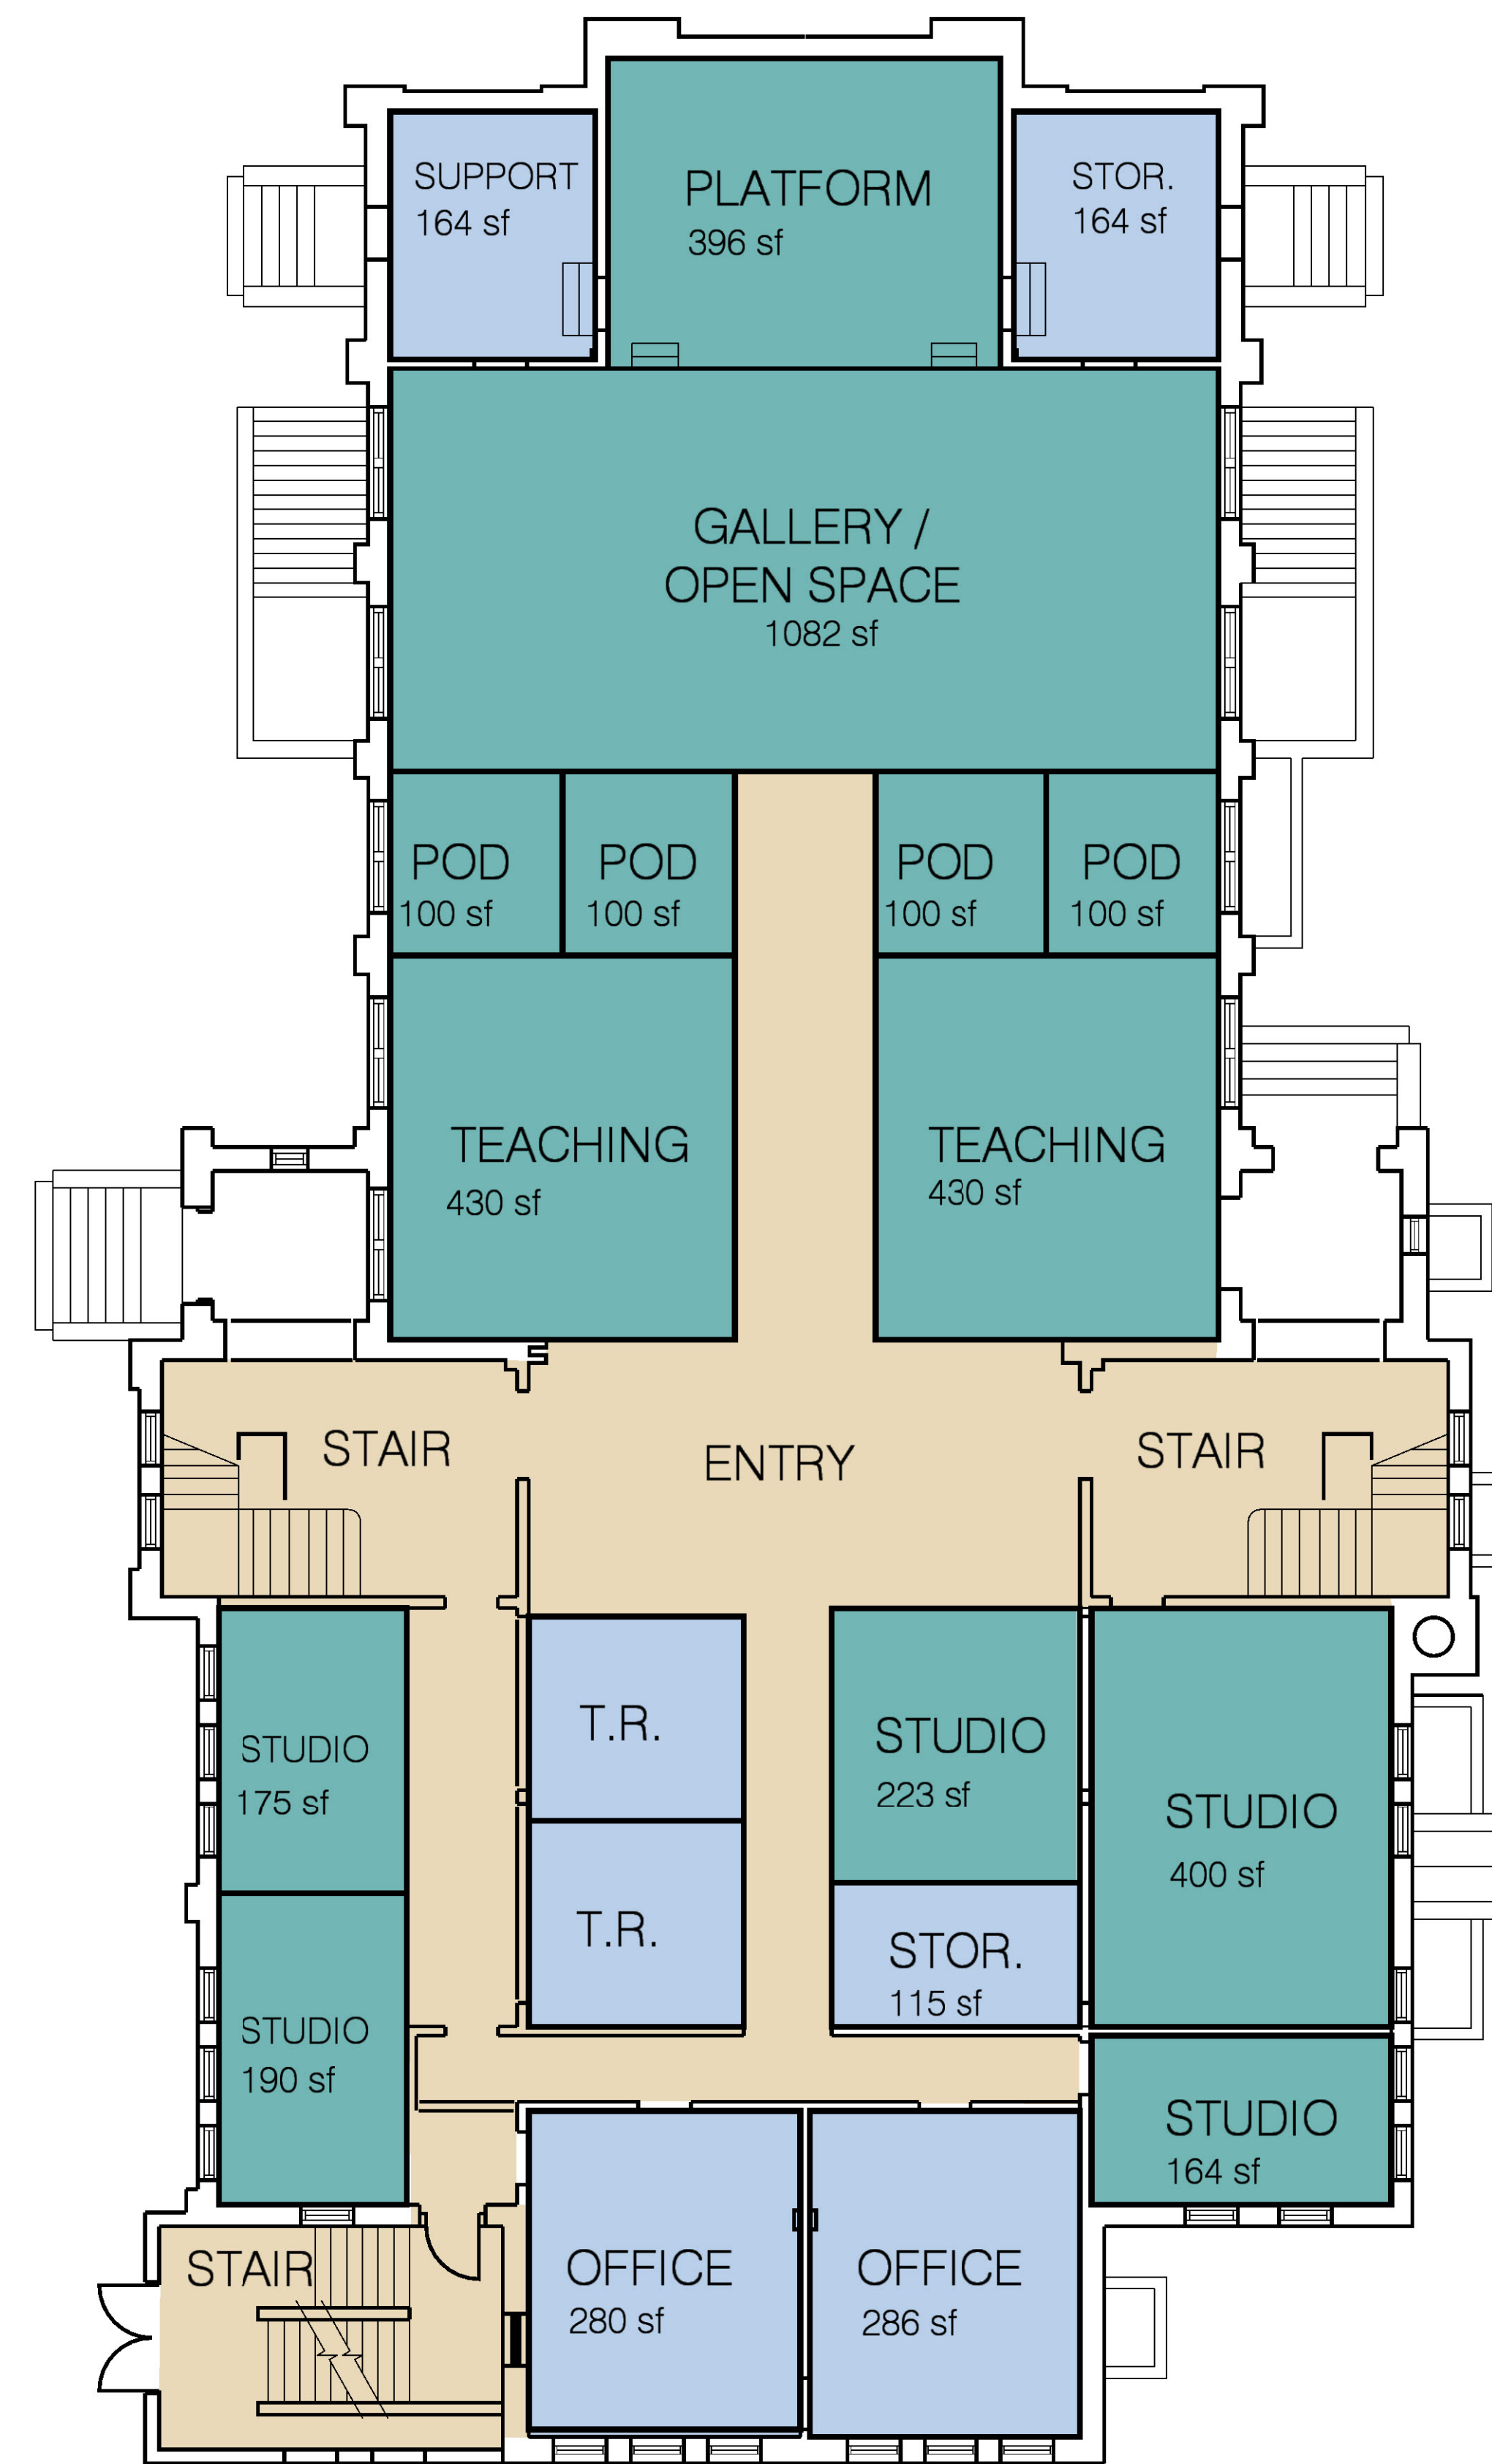 SUPPORT
164 sf
PLATFORM
396 sf
STOR.
164 sf
GALLERY /
OPEN SPACE
1082 sf
POD
100 sf
POD
100 sf
POD
100 sf
POD
100 sf
TEACHING
430 sf
TEACHING
430 sf
STAIR
ENTRY
STAIR
STUDIO
175 sf
T.R.
STUDIO
223 sf
STUDIO
400 sf
STUDIO
190 sf
T.R.
STOR.
115 sf
STUDIO
164 sf
STAIR
OFFICE
280 sf
OFFICE
286 sf